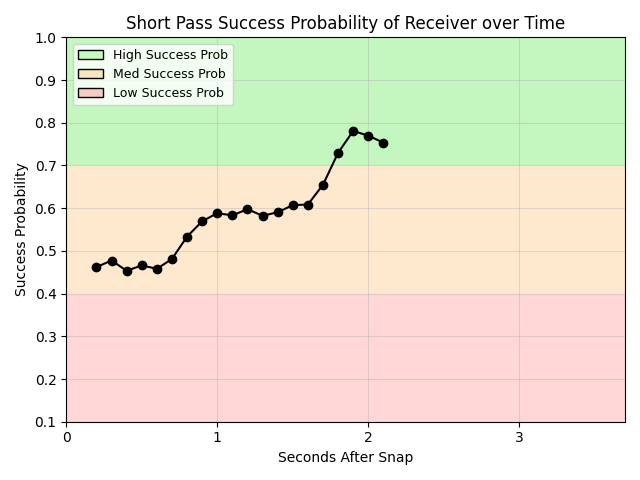 Short Pass Success Probability of Receiver over Time
1.0
0.9
0.8
0.7
0.6
0.5
0.4
0.3
0.2
0.1
High Success Prob
Med Success Prob
Low Success Prob
Success Probability
0 1 2 3
Seconds After Snap